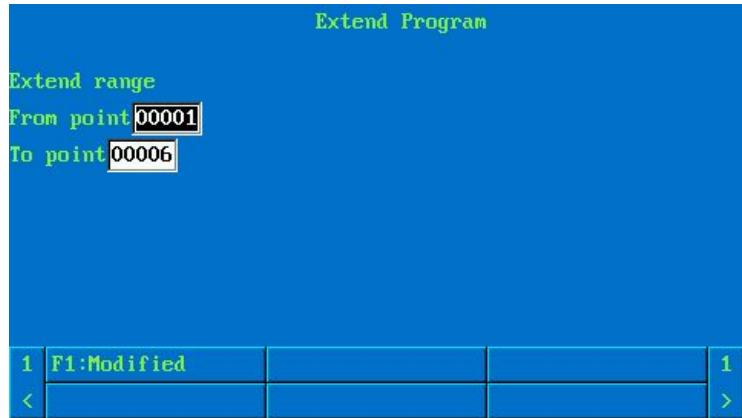 Extend Program
Extend range
From point 00001
To point 00006
1 F1:Modified 1
< >